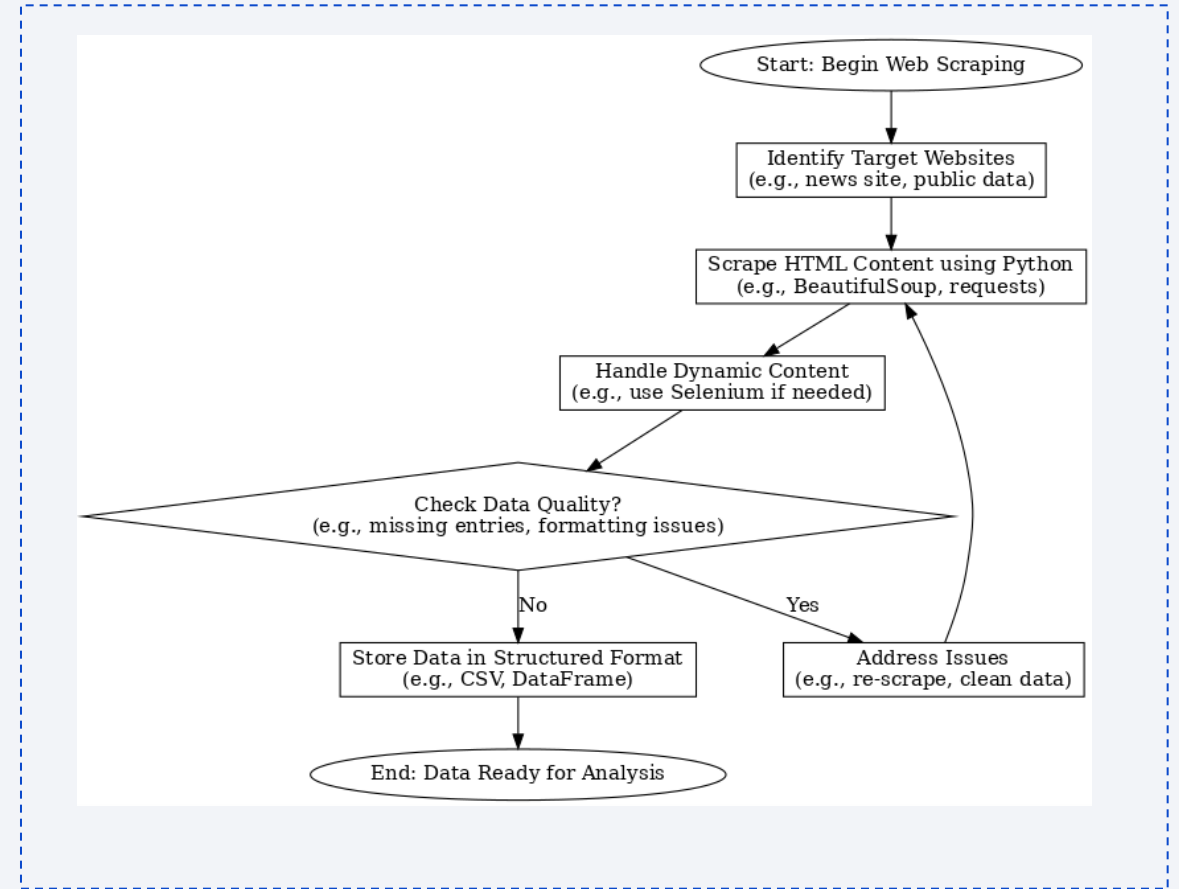 Start: Begin Web Scraping
Identify Target Websites
(e.g., news site, public data)
Scrape HTML Content using Python
(e.g., BeautifulSoup, requests)
Handle Dynamic Content
(e.g., use Selenium if needed)
Check Data Quality?
(e.g., missing entries, formatting issues)
No
Yes
Store Data in Structured Format
(e.g., CSV, DataFrame)
Address Issues
(e.g., re-scrape, clean data)
End: Data Ready for Analysis